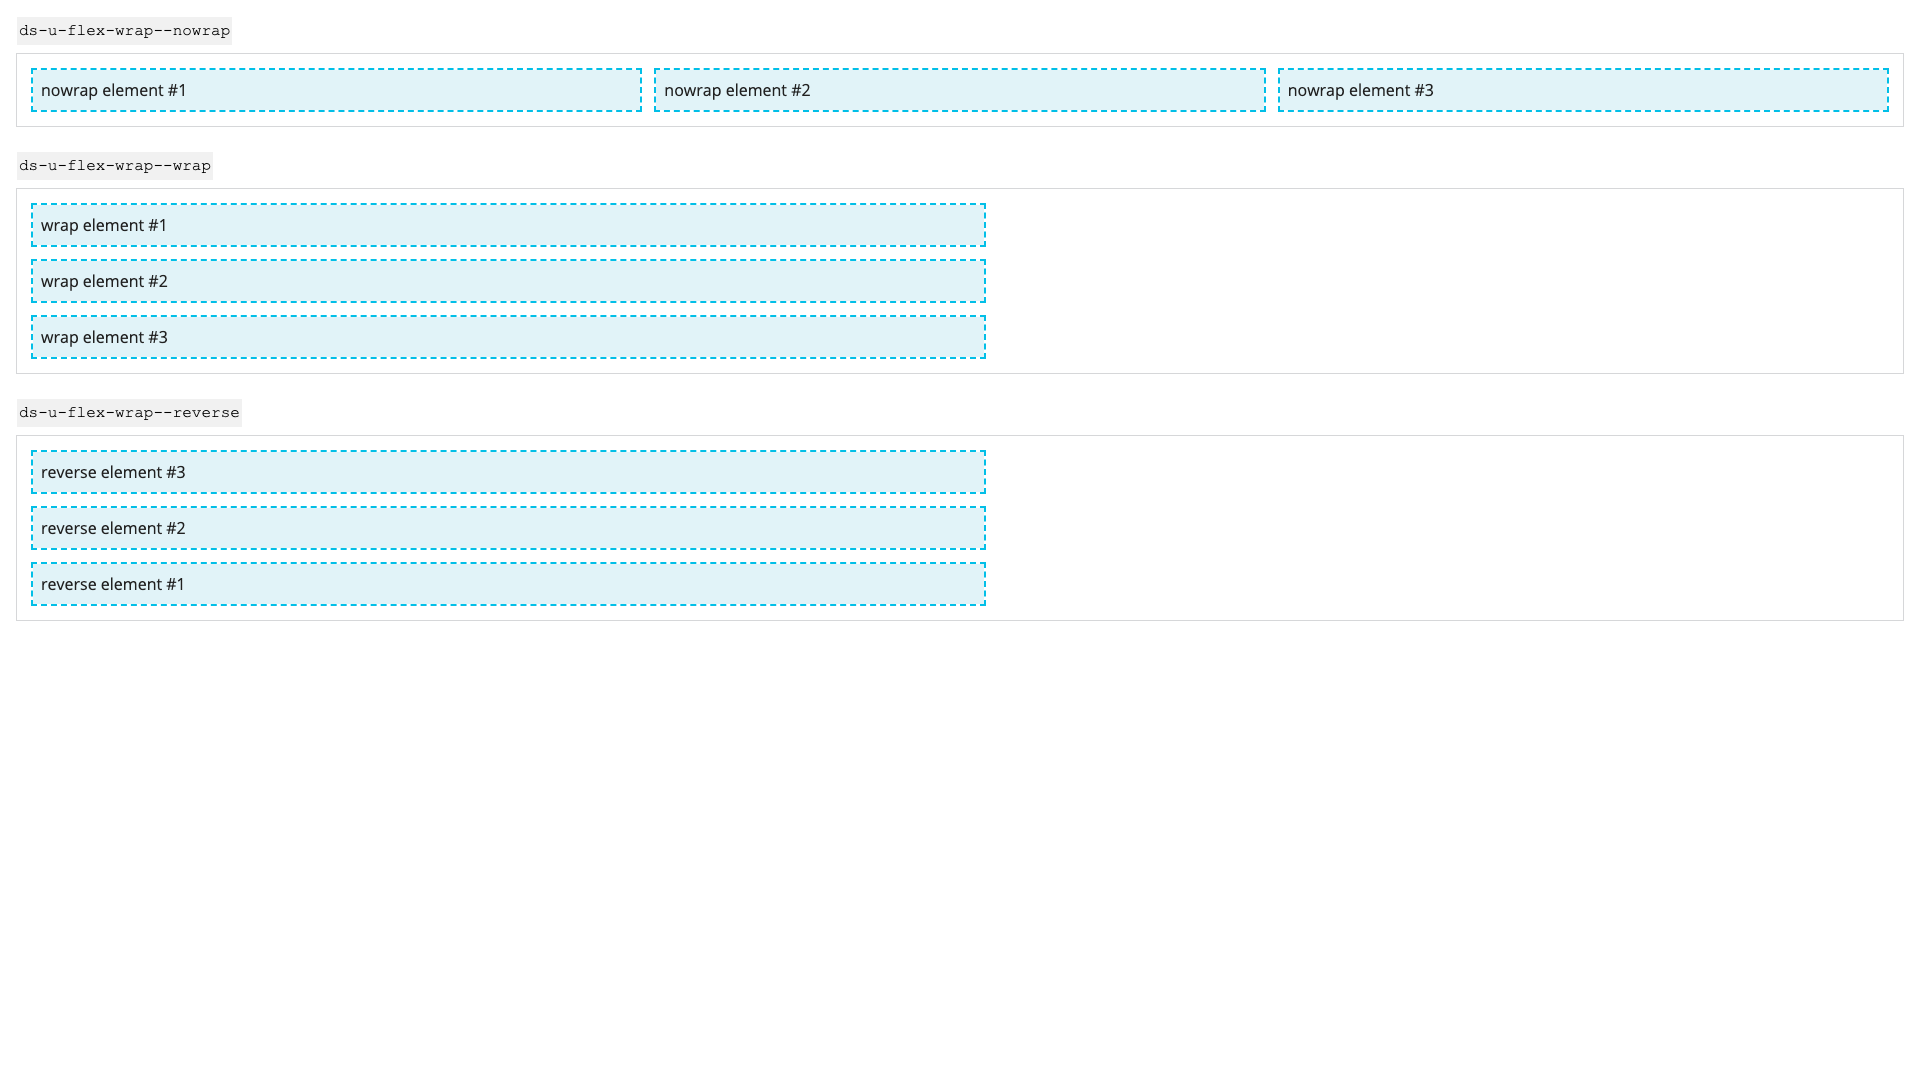 ds-u-flex-wrap--nowrap
nowrap element #1 nowrap element #2 nowrap element #3
ds-u-flex-wrap--wrap
wrap element #1
wrap element #2
wrap element #3
ds-u-flex-wrap--reverse
reverse element #3
reverse element #2
reverse element #1